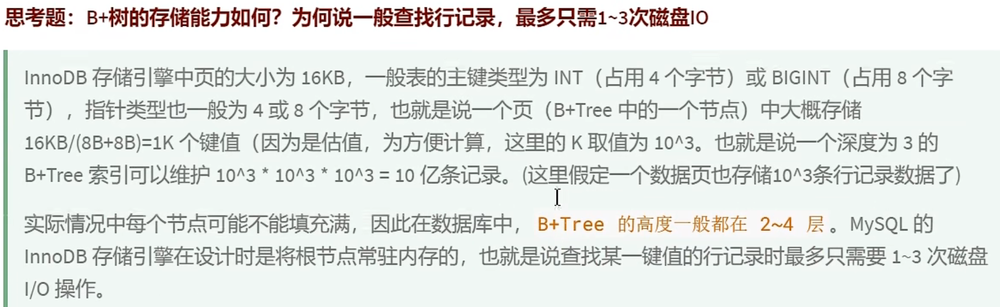 思考题：B+树的存储能力如何？为何说一般查找行记录，最多只需1~3次磁盘IO
InnoDB 存储引擎中页的大小为 16KB，一般表的主键类型为 INT（占用 4 个字节）或 BIGINT（占用 8 个字
节），指针类型也一般为 4 或 8 个字节，也就是说一个页（B+Tree 中的一个节点）中大概存储
16KB/(8B+8B)=1K 个键值（因为是估值，为方便计算，这里的 K 取值为 10^3。也就是说一个深度为 3 的
B+Tree 索引可以维护 10^3 * 10^3 * 10^3 = 10 亿条记录。(这里假定一个数据页也存储10^3条行记录数据了)
实际情况中每个节点可能不能填充满，因此在数据库中， B+Tree 的高度一般都在 2~4 层 。MySQL 的
InnoDB 存储引擎在设计时是将根节点常驻内存的，也就是说查找某一键值的行记录时最多只需要 1~3 次磁盘
I/O 操作。